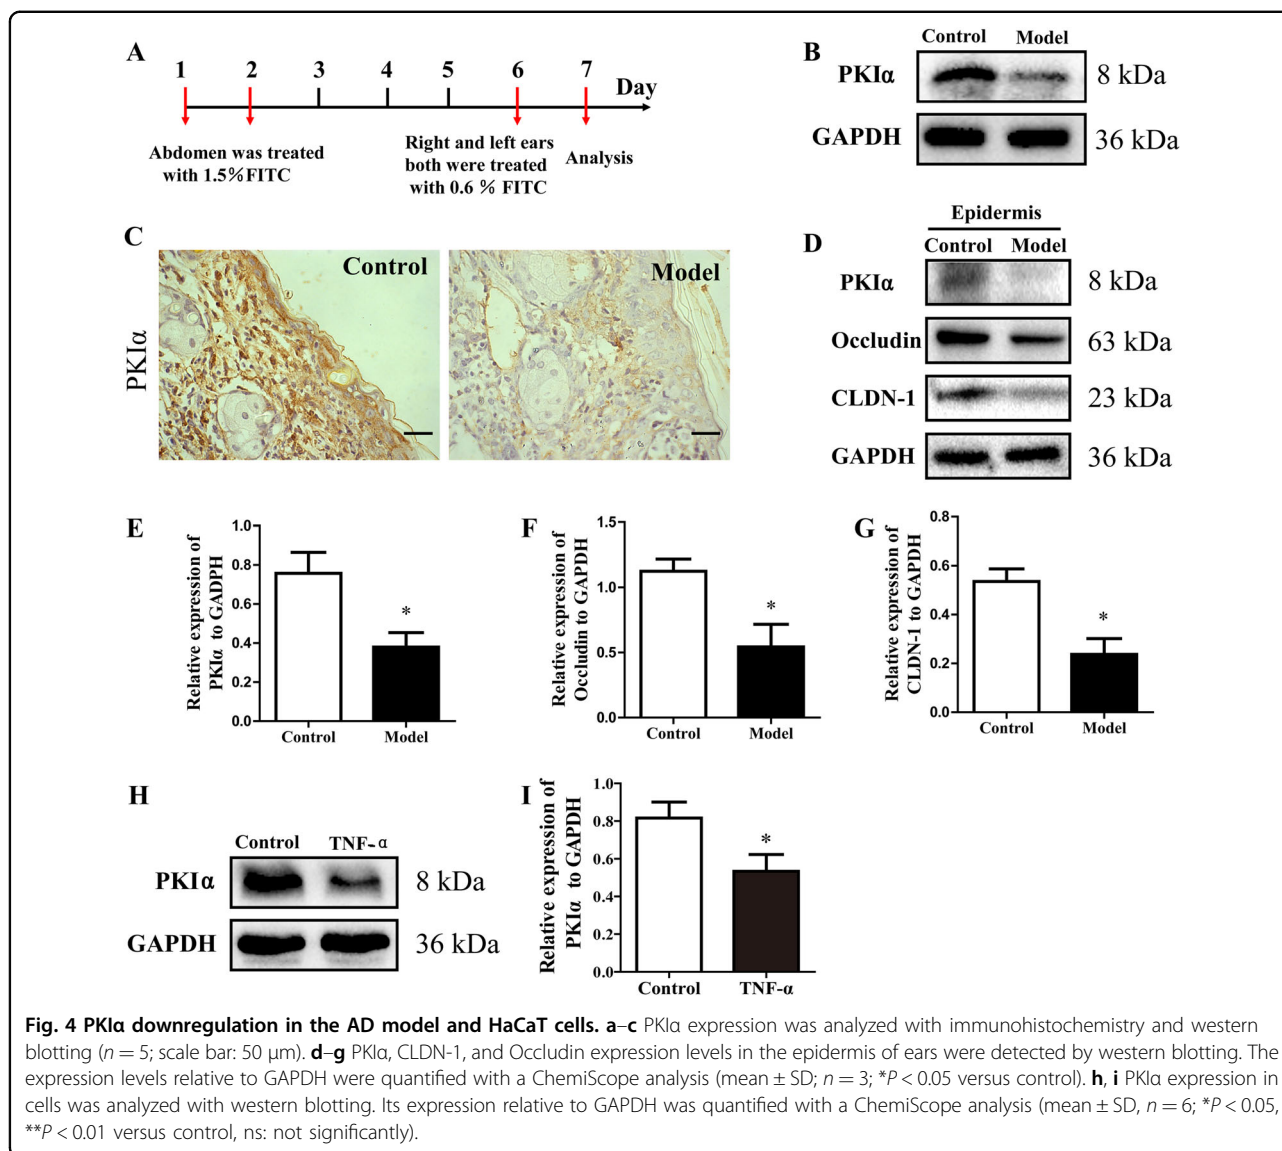 A
1 2 3 4 5 6 7
Day
Abdomen was treated
with 1.5%FITC
Right and left ears
both were treated
with 0.6 % FITC
Analysis
B
Control Model
PKIα 8 kDa
GAPDH 36 kDa
C
PKIα
Control
Model
D
Epidermis
Control Model
PKIα 8 kDa
Occludin 63 kDa
CLDN-1 23 kDa
GAPDH 36 kDa
E
Relative expression of
PKIα to GADPH
1.0
0.8
0.6
0.4
0.2
0.0
*
Control Model
F
Relative expression of
Occludin to GAPDH
1.5
1.0
0.5
0.0
*
Control Model
G
Relative expression of
CLDN-1 to GAPDH
0.8
0.6
0.4
0.2
0.0
*
Control Model
H
Control TNF-α
PKIα 8 kDa
GAPDH 36 kDa
I
Relative expression of
PKIα to GAPDH
1.0
0.8
0.6
0.4
0.2
0.0
*
Control TNF-α
Fig. 4 PKIα downregulation in the AD model and HaCaT cells. a–c PKIα expression was analyzed with immunohistochemistry and western
blotting (n = 5; scale bar: 50 μm). d–g PKIα, CLDN-1, and Occludin expression levels in the epidermis of ears were detected by western blotting. The
expression levels relative to GAPDH were quantified with a ChemiScope analysis (mean ± SD; n = 3; *P < 0.05 versus control). h, i PKIα expression in
cells was analyzed with western blotting. Its expression relative to GAPDH was quantified with a ChemiScope analysis (mean ± SD, n = 6; *P < 0.05,
**P < 0.01 versus control, ns: not significantly).